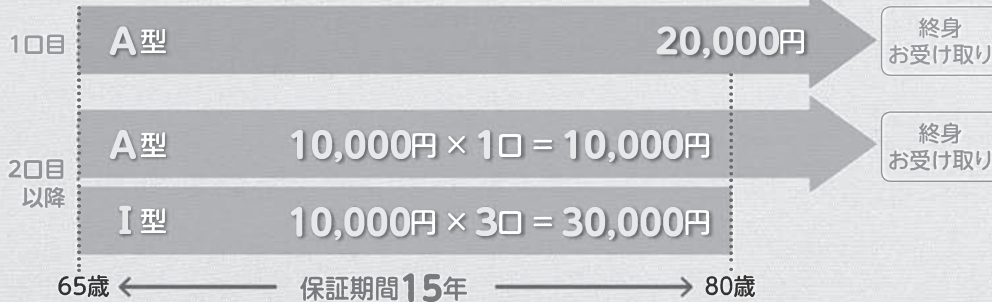 1口目
A型
20,000円
終身
お受け取り
2口目
以降
A型
10,000円 × 1口 = 10,000円
終身
お受け取り
I型
10,000円 × 3口 = 30,000円
65歳
保証期間15年
80歳